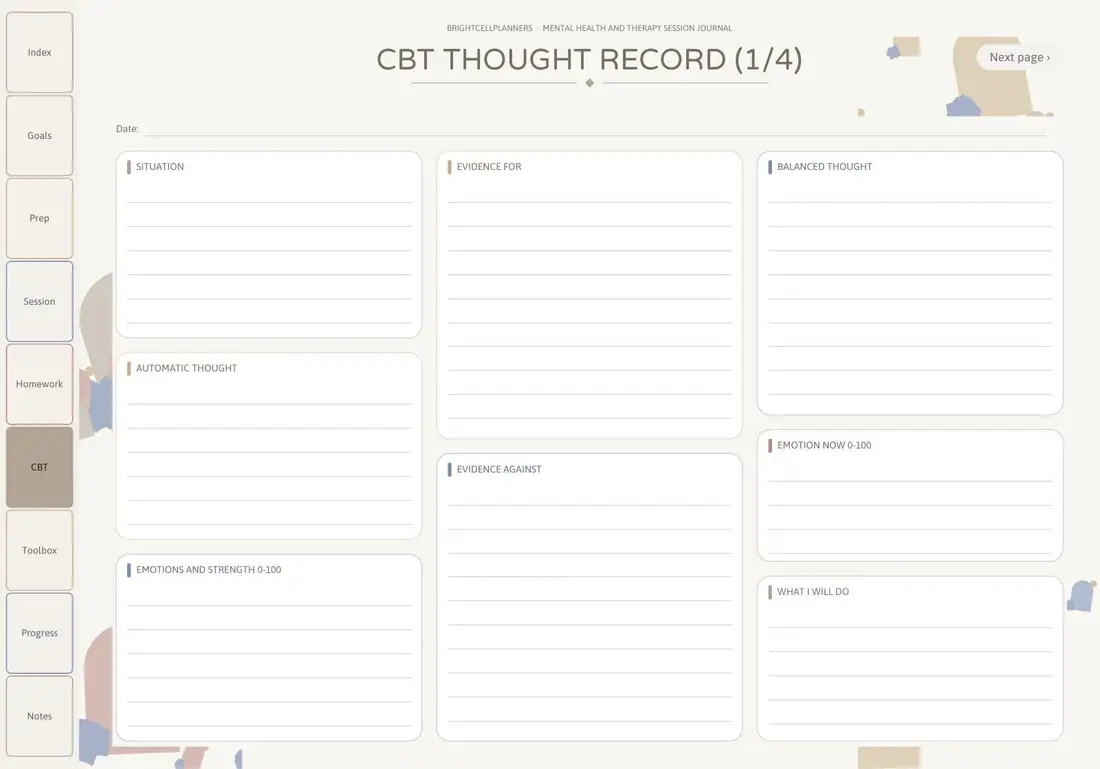 BRIGHTCELLPLANNERS · MENTAL HEALTH AND THERAPY SESSION JOURNAL
CBT THOUGHT RECORD (1/4)
Next page ›
Index
Goals
Prep
Session
Homework
CBT
Toolbox
Progress
Notes
Date:
SITUATION
AUTOMATIC THOUGHT
EMOTIONS AND STRENGTH 0-100
EVIDENCE FOR
EVIDENCE AGAINST
BALANCED THOUGHT
EMOTION NOW 0-100
WHAT I WILL DO